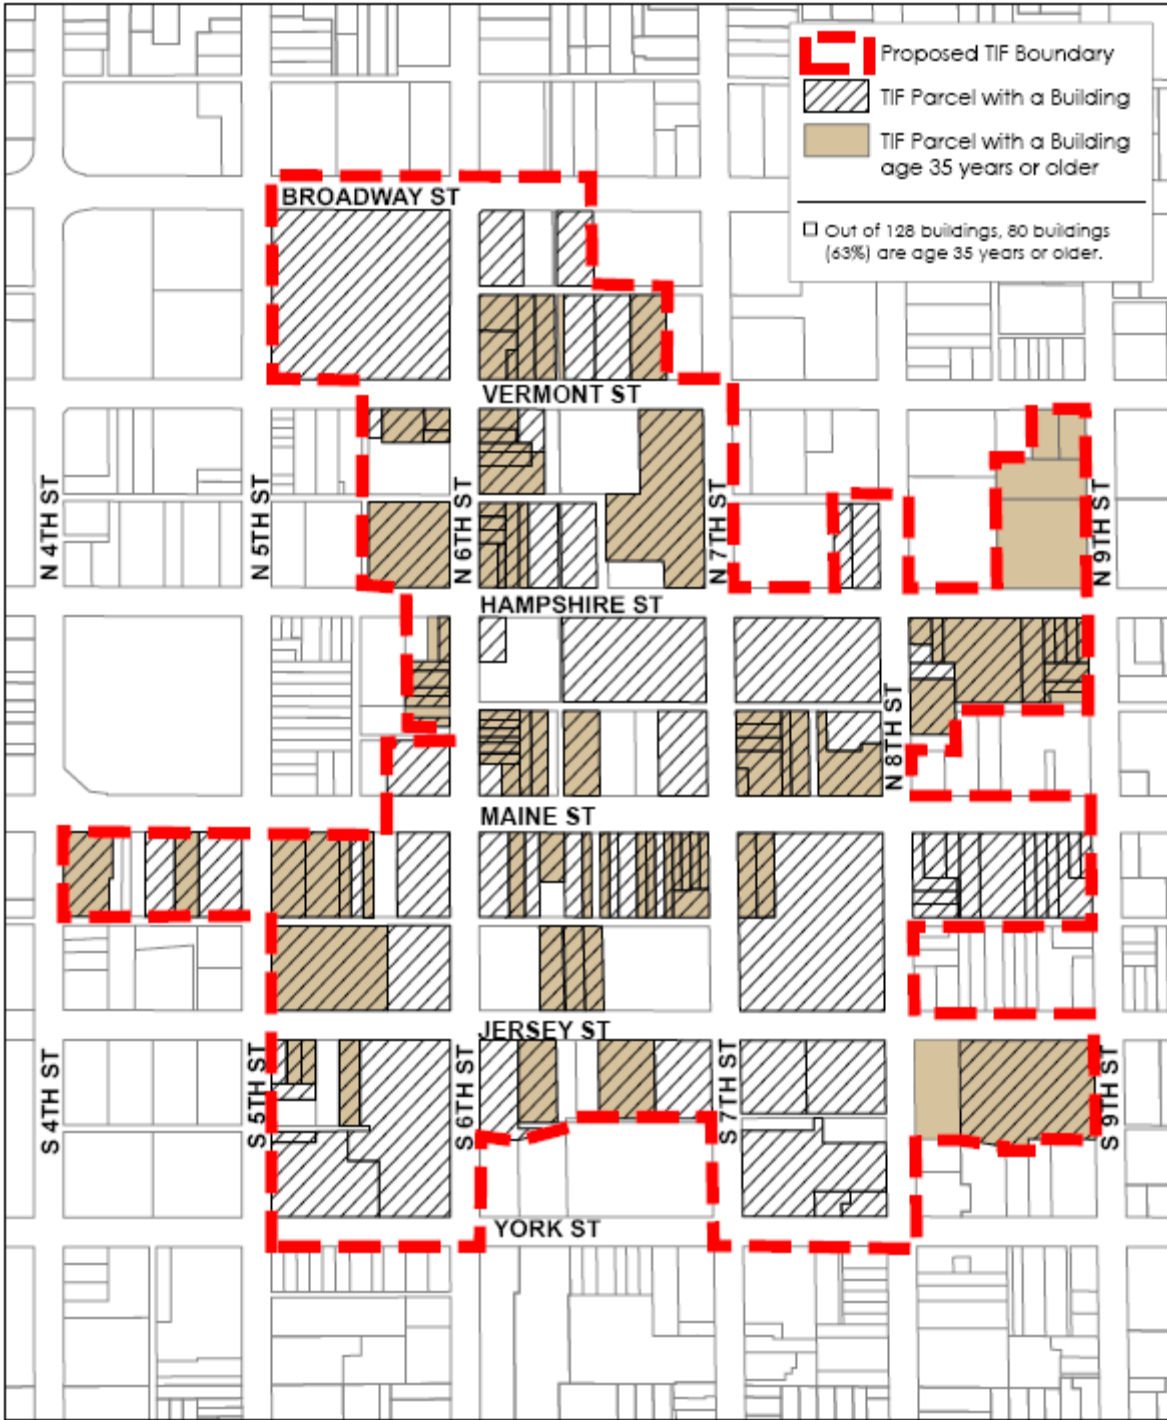 Proposed TIF Boundary
TIF Parcel with a Building
TIF Parcel with a Building
age 35 years or older
Out of 128 buildings, 80 buildings
(63%) are age 35 years or older.
BROADWAY ST
VERMONT ST
N 4TH ST
N 5TH ST
N 6TH ST
N 7TH ST
N 9TH ST
HAMPSHIRE ST
N 8TH ST
MAINE ST
JERSEY ST
S 4TH ST
S 5TH ST
S 6TH ST
S 7TH ST
S 9TH ST
YORK ST